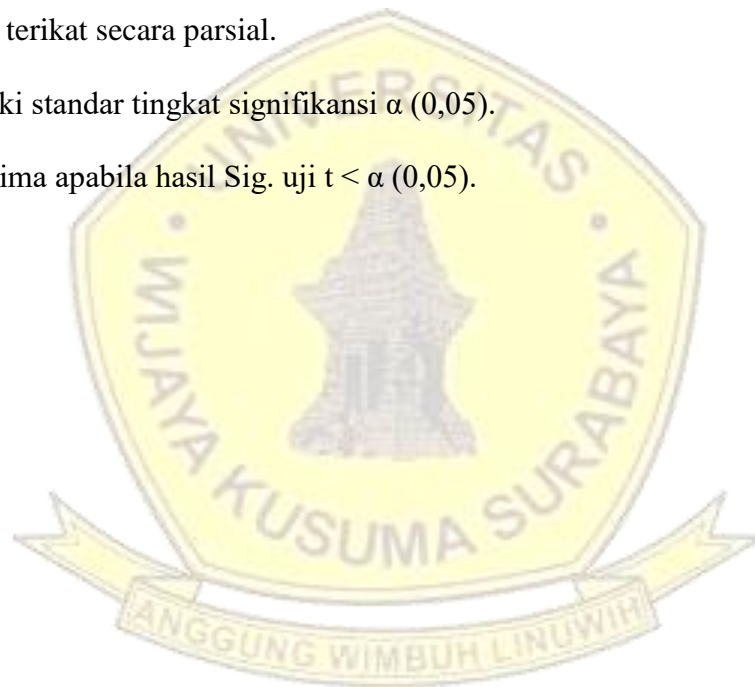 terikat secara parsial.
ki standar tingkat signifikansi α (0,05).
ima apabila hasil Sig. uji t < α (0,05).
UNIVERSITAS
WIJAYA KUSUMA SURABAYA
ANGGUNG WIMBUH LINUWIH